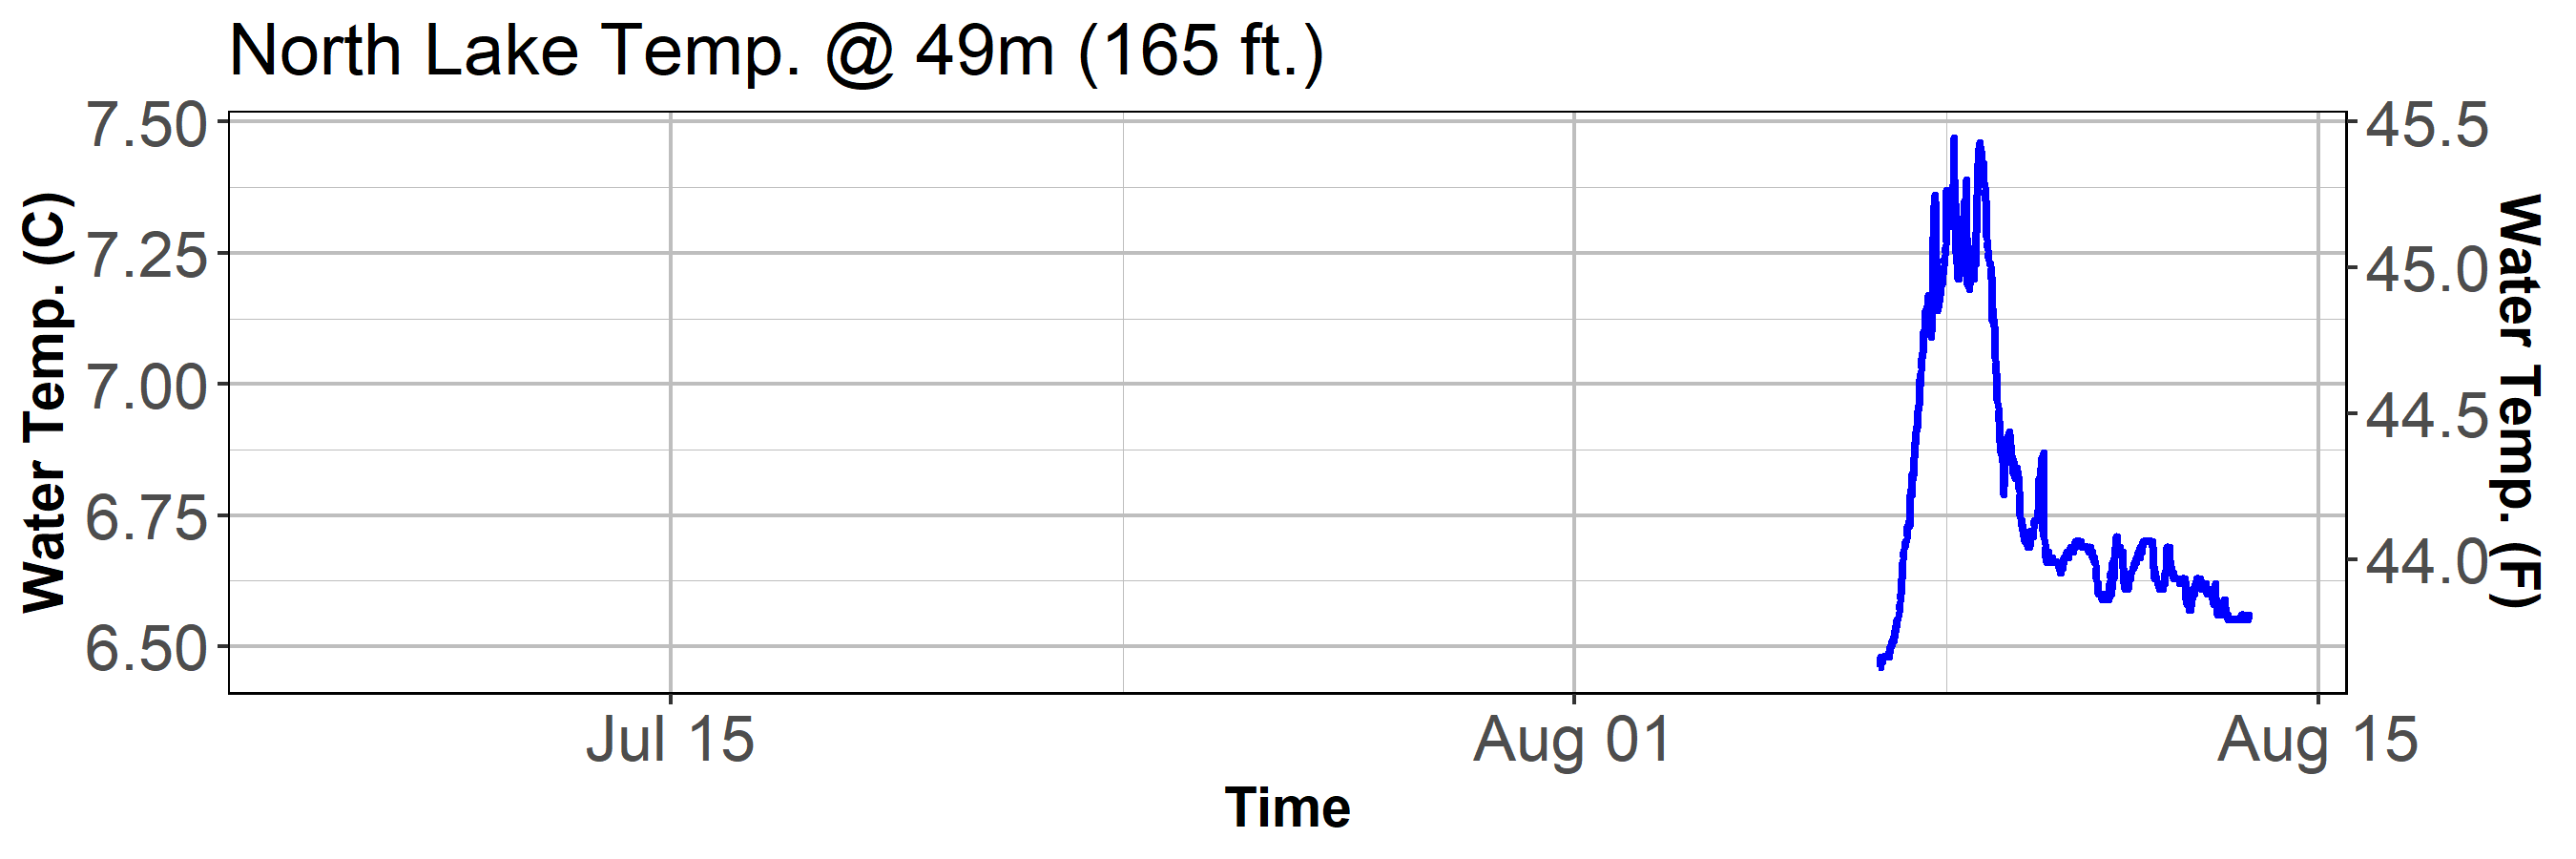 North Lake Temp. @ 49m (165 ft.)
7.50
7.25
7.00
6.75
6.50
Water Temp. (C)
45.5
45.0
44.5
44.0
Water Temp. (F)
Jul 15
Aug 01
Aug 15
Time